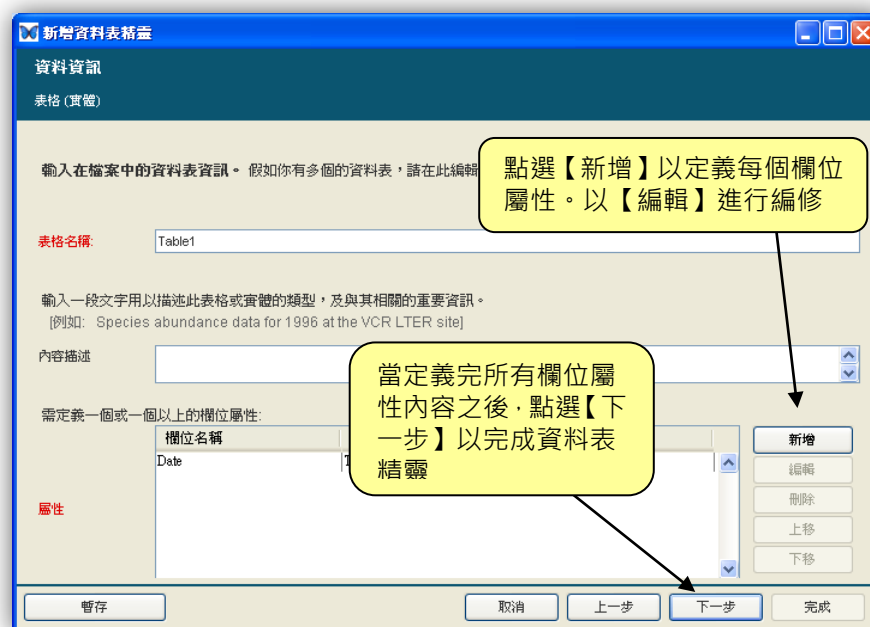 新增資料表精靈
資料資訊
表格 (實體)
輸入在檔案中的資料表資訊。 假如你有多個的資料表，請在此編輯
點選【新增】以定義每個欄位
屬性。以【編輯】進行編修
表格名稱:
Table1
輸入一段文字用以描述此表格或實體的類型，及與其相關的重要資訊。
[例如: Species abundance data for 1996 at the VCR LTER site]
內容描述
當定義完所有欄位屬
性內容之後，點選【下
一步】以完成資料表
精靈
需定義一個或一個以上的欄位屬性:
欄位名稱
Date
屬性
新增
編輯
刪除
上移
下移
暫存
取消
上一步
下一步
完成